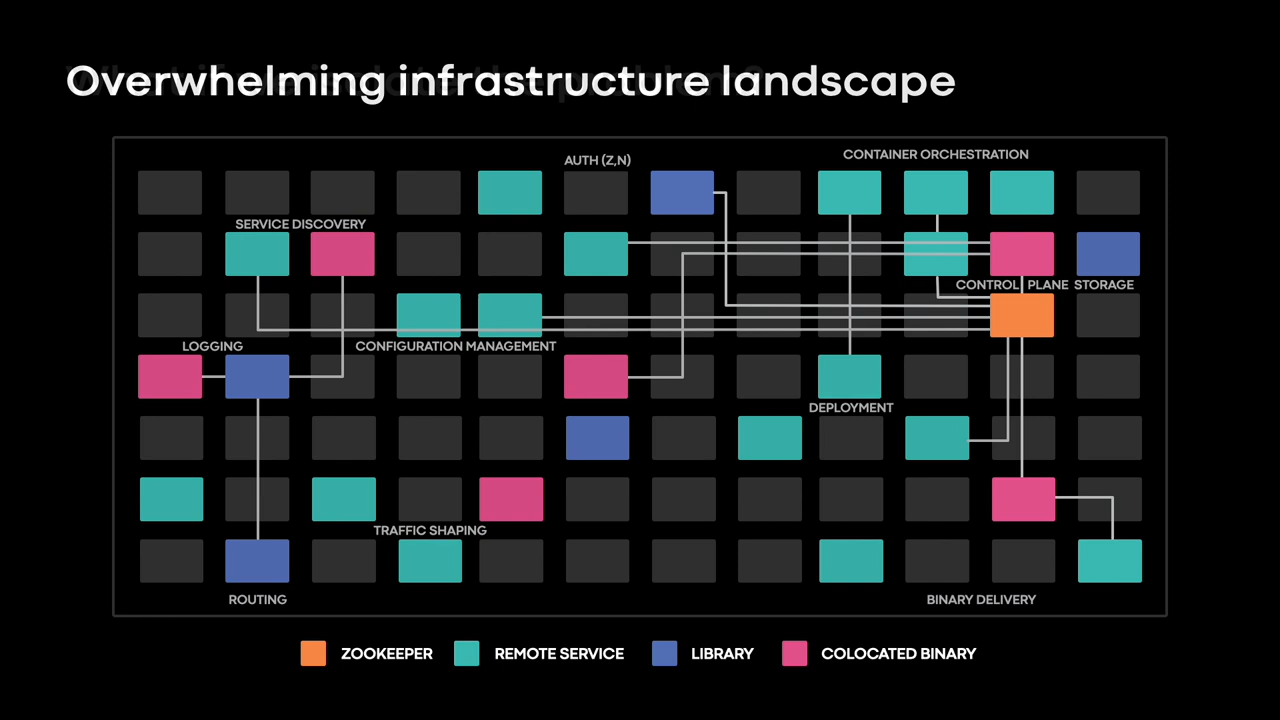 Overwhelming infrastructure landscape
CONTAINER ORCHESTRATION
AUTH (Z,N)
SERVICE DISCOVERY
CONTROL PLANE STORAGE
LOGGING
CONFIGURATION MANAGEMENT
DEPLOYMENT
TRAFFIC SHAPING
ROUTING
BINARY DELIVERY
ZOOKEEPER
REMOTE SERVICE
LIBRARY
COLOCATED BINARY